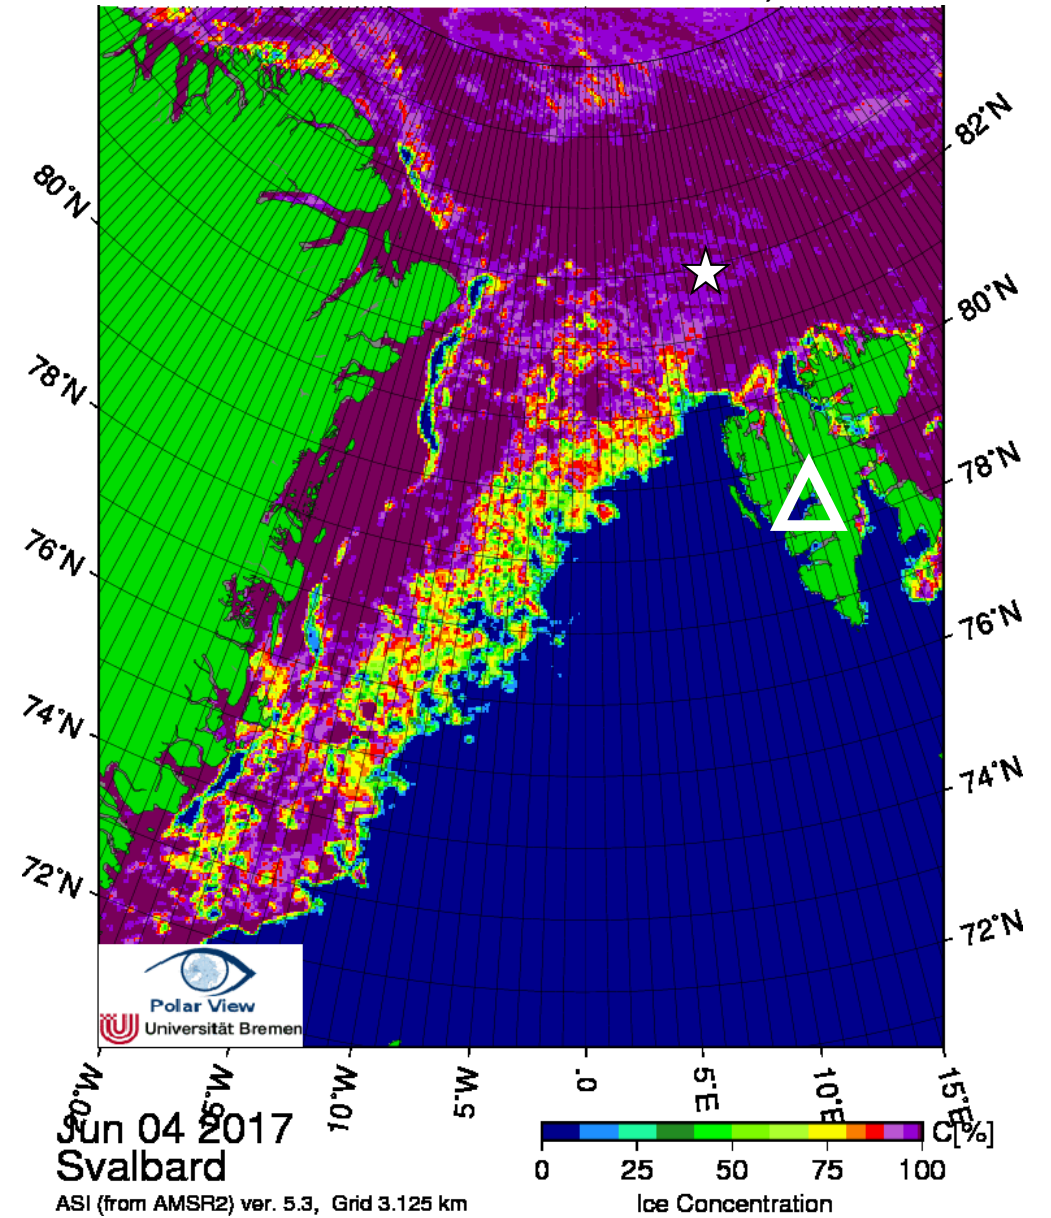 82°N
80°N
80°N
78°N
78°N
76°N
76°N
74°N
74°N
72°N
72°N
Polar View
Universität Bremen
20°W
15°W
10°W
5°W
0°
5°E
10°E
15°E
Jun 04 2017
Svalbard
ASI (from AMSR2) ver. 5.3, Grid 3.125 km
C[%]
0 25 50 75 100
Ice Concentration